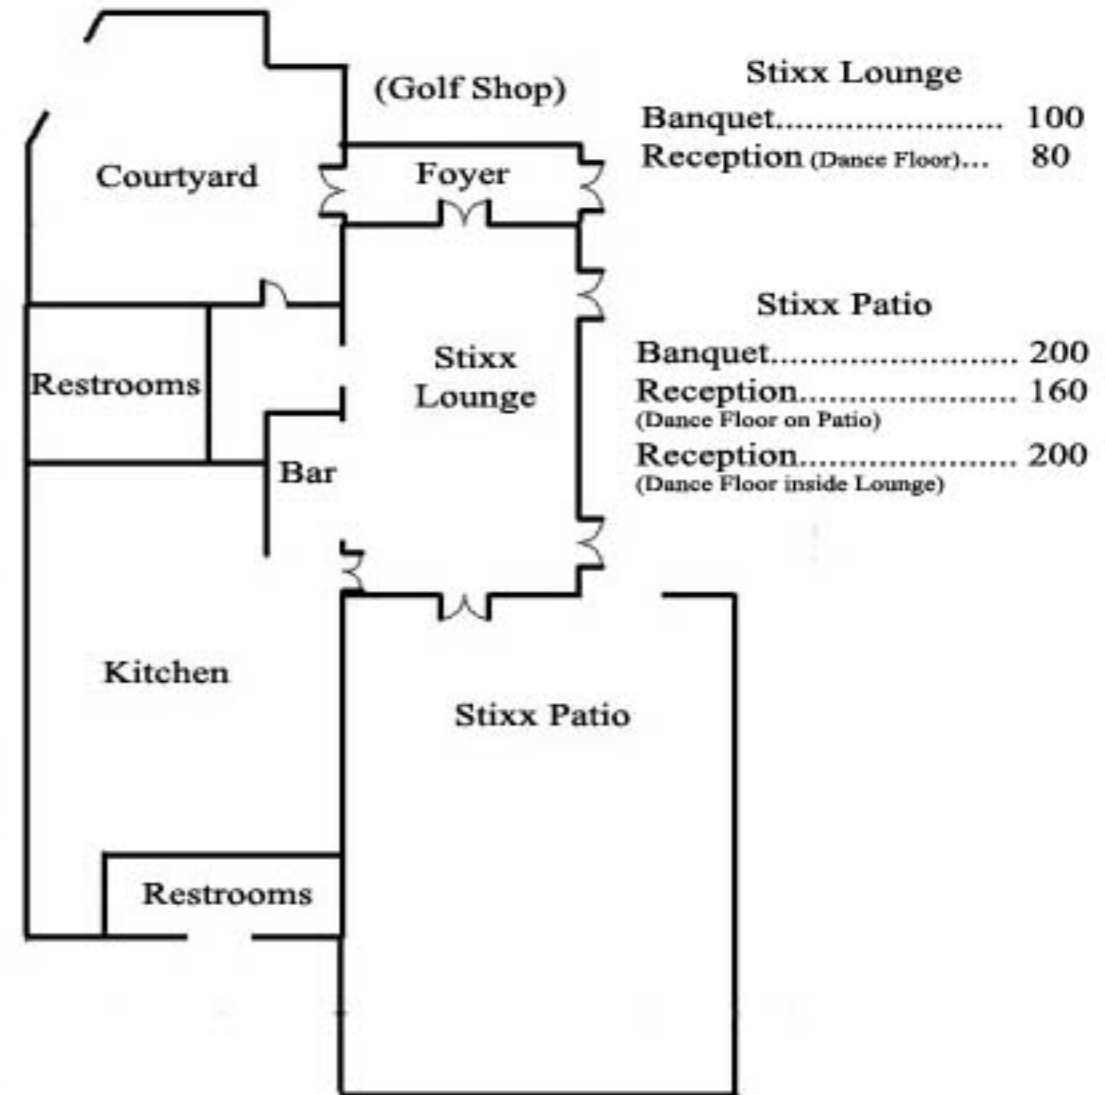 (Golf Shop)
Courtyard
Foyer
Restrooms
Stixx
Lounge
Bar
Kitchen
Stixx Patio
Restrooms
Stixx Lounge
Banquet....................... 100
Reception (Dance Floor)... 80
Stixx Patio
Banquet......................... 200
Reception...................... 160
(Dance Floor on Patio)
Reception...................... 200
(Dance Floor inside Lounge)